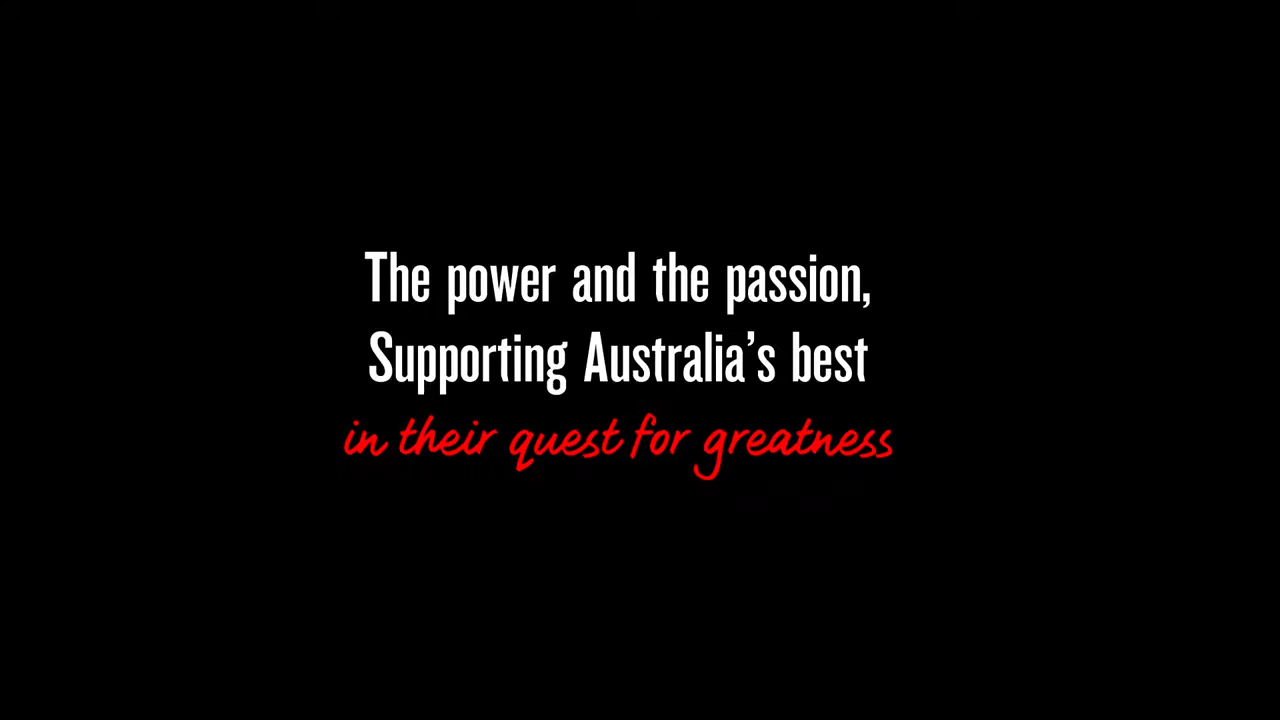 The power and the passion,
Supporting Australia’s best
in their quest for greatness